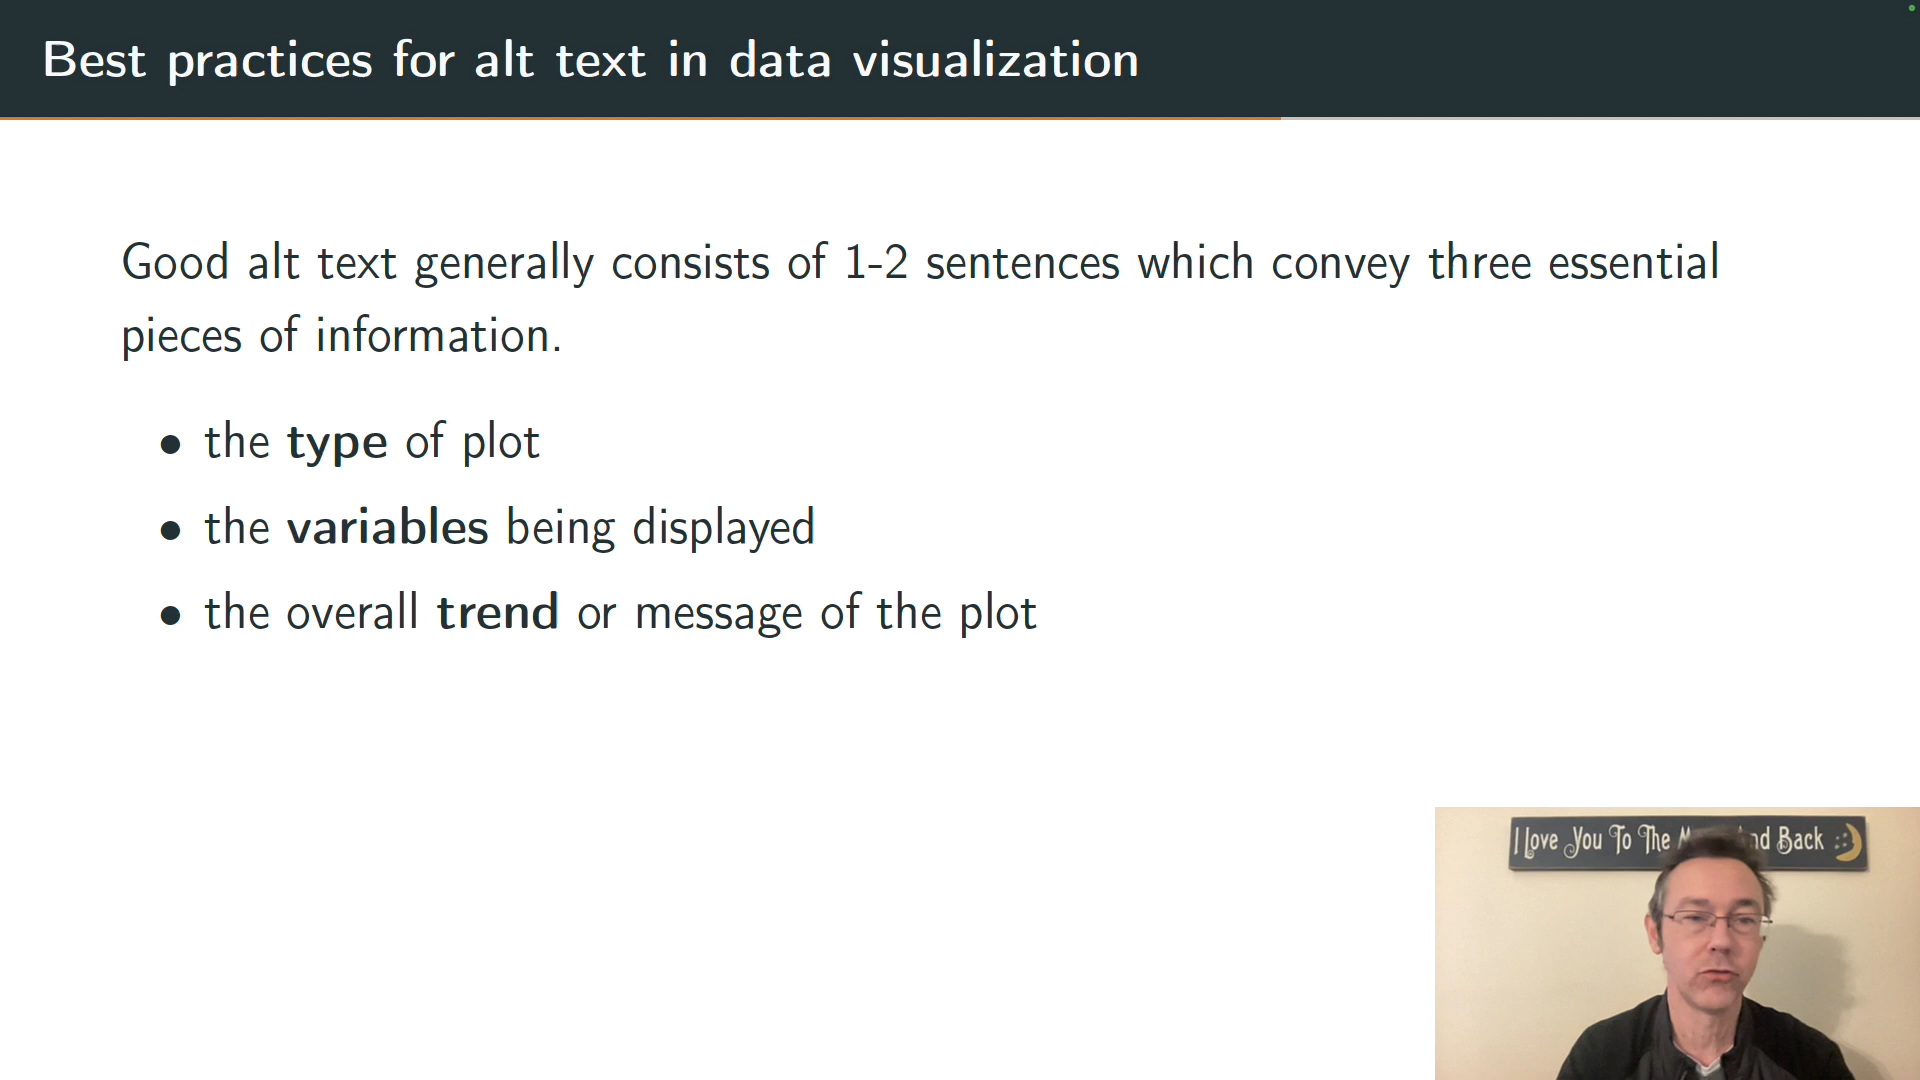 Best practices for alt text in data visualization
Good alt text generally consists of 1-2 sentences which convey three essential
pieces of information.
• the type of plot
• the variables being displayed
• the overall trend or message of the plot
I Love You To The And Back